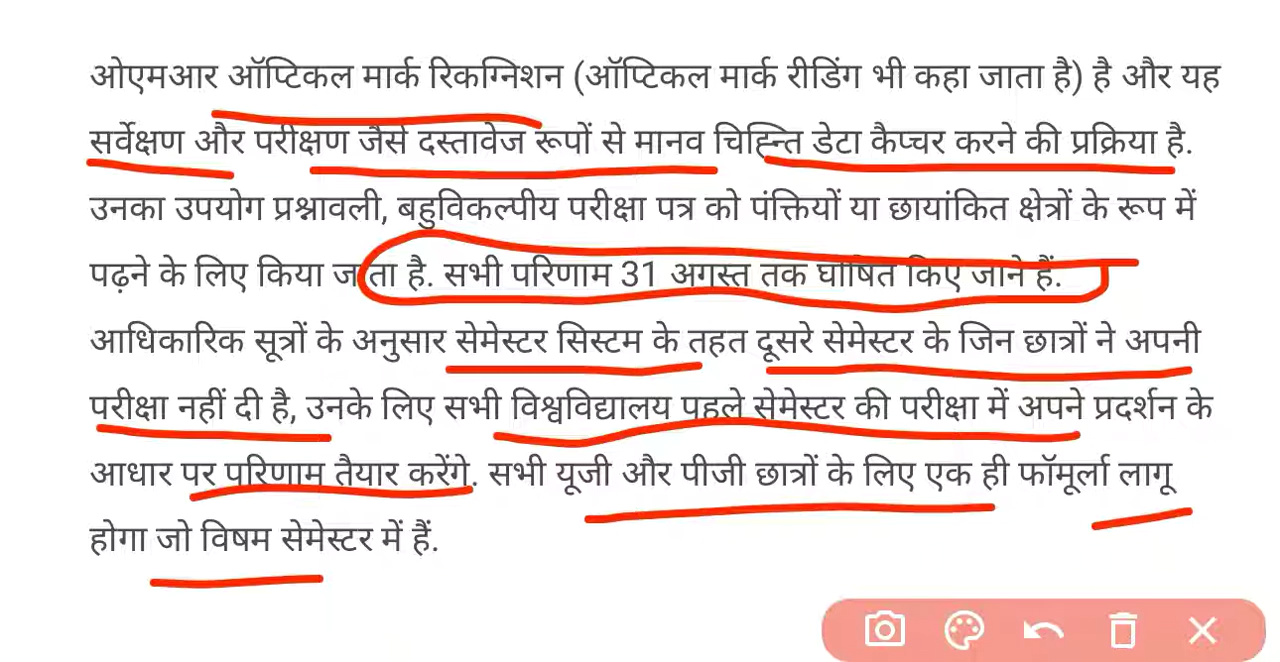 ओएमआर ऑप्टिकल मार्क रिकग्निशन (ऑप्टिकल मार्क रीडिंग भी कहा जाता है) है और यह
सर्वेक्षण और परीक्षण जैसे दस्तावेज रूपों से मानव चिह्न्ति डेटा कैप्चर करने की प्रक्रिया है.
उनका उपयोग प्रश्नावली, बहुविकल्पीय परीक्षा पत्र को पंक्तियों या छायांकित क्षेत्रों के रूप में
पढ़ने के लिए किया जाता है. सभी परिणाम 31 अगस्त तक घोषित किए जाने हैं.
आधिकारिक सूत्रों के अनुसार सेमेस्टर सिस्टम के तहत दूसरे सेमेस्टर के जिन छात्रों ने अपनी
परीक्षा नहीं दी है, उनके लिए सभी विश्वविद्यालय पहले सेमेस्टर की परीक्षा में अपने प्रदर्शन के
आधार पर परिणाम तैयार करेंगे. सभी यूजी और पीजी छात्रों के लिए एक ही फॉमूर्ला लागू
होगा जो विषम सेमेस्टर में हैं.